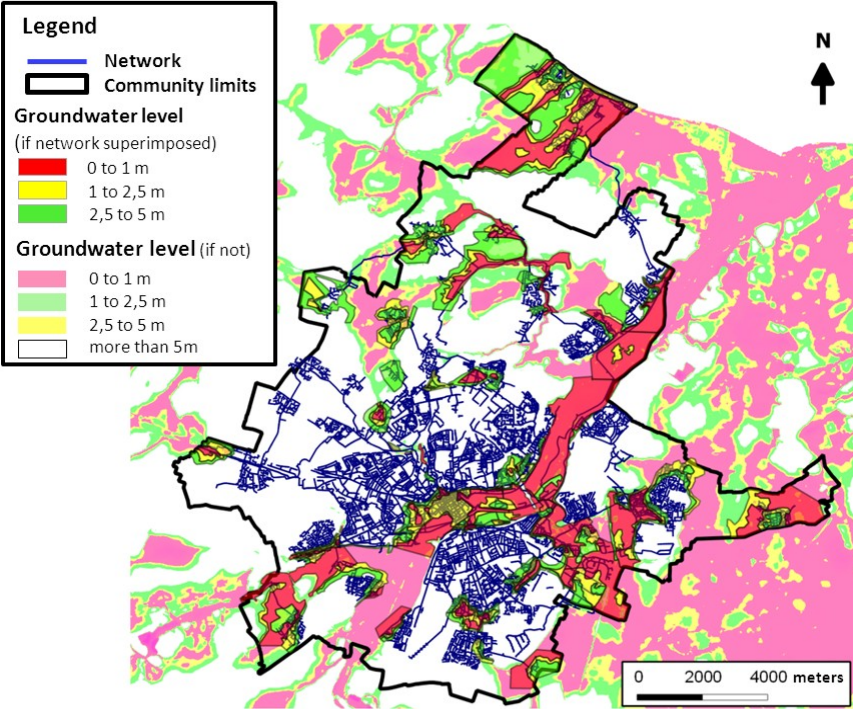 Legend
Network
Community limits
Groundwater level
(if network superimposed)
0 to 1 m
1 to 2,5 m
2,5 to 5 m
Groundwater level (if not)
0 to 1 m
1 to 2,5 m
2,5 to 5 m
more than 5m
N
0 2000 4000 meters